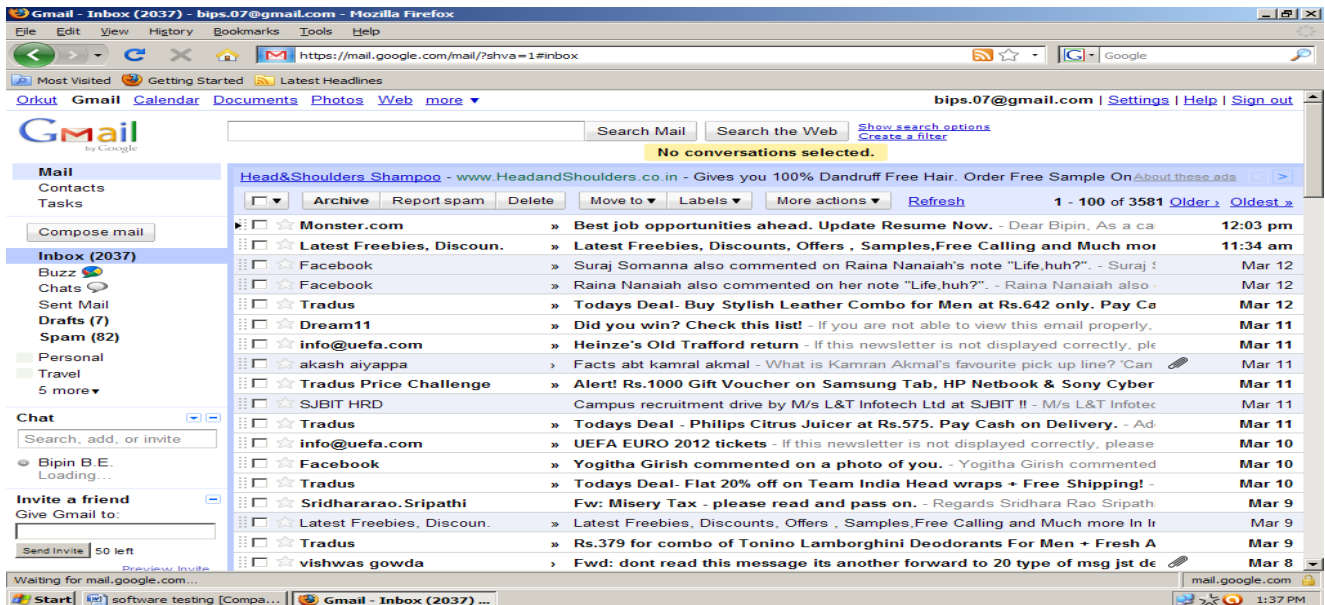 Gmail - Inbox (2037) - bips.07@gmail.com - Mozilla Firefox
File Edit View History Bookmarks Tools Help
https://mail.google.com/mail/?shva=1#inbox Google
Most Visited Getting Started Latest Headlines
Orkut Gmail Calendar Documents Photos Web more ▼ bips.07@gmail.com | Settings | Help | Sign out
Gmail by Google Search Mail Search the Web Show search options
Create a filter
No conversations selected.
Mail
Contacts
Tasks
Compose mail
Inbox (2037)
Buzz
Chats
Sent Mail
Drafts (7)
Spam (82)
Personal
Travel
5 more▼
Chat
Search, add, or invite
Bipin B.E.
Loading...
Invite a friend
Give Gmail to:
Send Invite 50 left
Preview Invite
Head&Shoulders Shampoo - www.HeadandShoulders.co.in - Gives you 100% Dandruff Free Hair. Order Free Sample On About these ads < >
Archive Report spam Delete Move to ▼ Labels ▼ More actions ▼ Refresh 1 - 100 of 3581 Older › Oldest »
Monster.com » Best job opportunities ahead. Update Resume Now. - Dear Bipin, As a ca 12:03 pm
Latest Freebies, Discoun. » Latest Freebies, Discounts, Offers , Samples,Free Calling and Much mor 11:34 am
Facebook » Suraj Somanna also commented on Raina Nanaiah's note "Life,huh?". - Suraj Mar 12
Facebook » Raina Nanaiah also commented on her note "Life,huh?". - Raina Nanaiah also Mar 12
Tradus » Todays Deal- Buy Stylish Leather Combo for Men at Rs.642 only. Pay Ca Mar 12
Dream11 » Did you win? Check this list! - If you are not able to view this email properly, Mar 11
info@uefa.com » Heinze's Old Trafford return - If this newsletter is not displayed correctly, ple Mar 11
akash aiyappa › Facts abt kamral akmal - What is Kamran Akmal's favourite pick up line? 'Can Mar 11
Tradus Price Challenge » Alert! Rs.1000 Gift Voucher on Samsung Tab, HP Netbook & Sony Cyber Mar 11
SJBIT HRD Campus recruitment drive by M/s L&T Infotech Ltd at SJBIT !! - M/s L&T Infotec Mar 11
Tradus » Todays Deal - Philips Citrus Juicer at Rs.575. Pay Cash on Delivery. - Ad Mar 11
info@uefa.com » UEFA EURO 2012 tickets - If this newsletter is not displayed correctly, please Mar 10
Facebook » Yogitha Girish commented on a photo of you. - Yogitha Girish commented Mar 10
Tradus » Todays Deal- Flat 20% off on Team India Head wraps + Free Shipping! - Mar 10
Sridhararao.Sripathi Fw: Misery Tax - please read and pass on. - Regards Sridhara Rao Sripath Mar 9
Latest Freebies, Discoun. » Latest Freebies, Discounts, Offers , Samples,Free Calling and Much more In Ir Mar 9
Tradus » Rs.379 for combo of Tonino Lamborghini Deodorants For Men + Fresh A Mar 9
vishwas gowda › Fwd: dont read this message its another forward to 20 type of msg jst de Mar 8
Waiting for mail.google.com... mail.google.com
Start software testing [Compa... Gmail - Inbox (2037) ... 1:37 PM